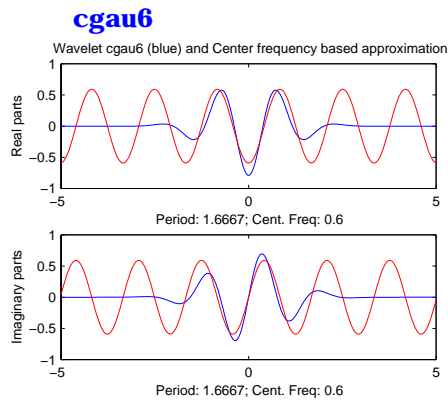 cgau6
Wavelet cgau6 (blue) and Center frequency based approximation
1
0.5
0
−0.5
−1
Real parts
−5
0
5
Period: 1.6667; Cent. Freq: 0.6
1
0.5
0
−0.5
−1
Imaginary parts
−5
0
5
Period: 1.6667; Cent. Freq: 0.6